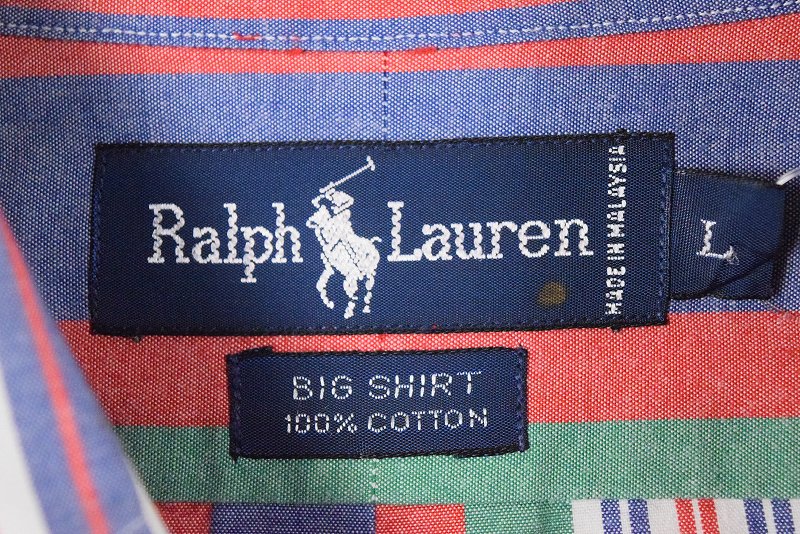 Ralph Lauren
MADE IN MALAYSIA
L
BIG SHIRT
100% COTTON